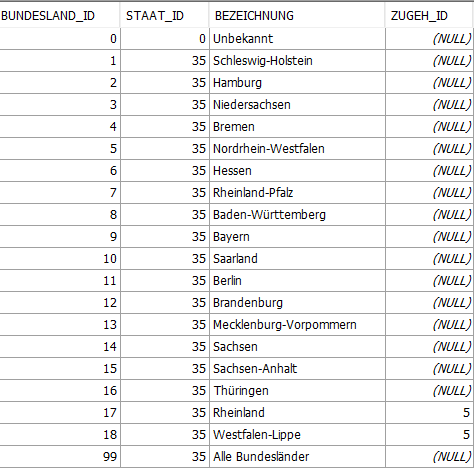 BUNDESLAND_ID STAAT_ID BEZEICHNUNG ZUGEH_ID
0 0 Unbekannt (NULL)
1 35 Schleswig-Holstein (NULL)
2 35 Hamburg (NULL)
3 35 Niedersachsen (NULL)
4 35 Bremen (NULL)
5 35 Nordrhein-Westfalen (NULL)
6 35 Hessen (NULL)
7 35 Rheinland-Pfalz (NULL)
8 35 Baden-Württemberg (NULL)
9 35 Bayern (NULL)
10 35 Saarland (NULL)
11 35 Berlin (NULL)
12 35 Brandenburg (NULL)
13 35 Mecklenburg-Vorpommern (NULL)
14 35 Sachsen (NULL)
15 35 Sachsen-Anhalt (NULL)
16 35 Thüringen (NULL)
17 35 Rheinland 5
18 35 Westfalen-Lippe 5
99 35 Alle Bundesländer (NULL)